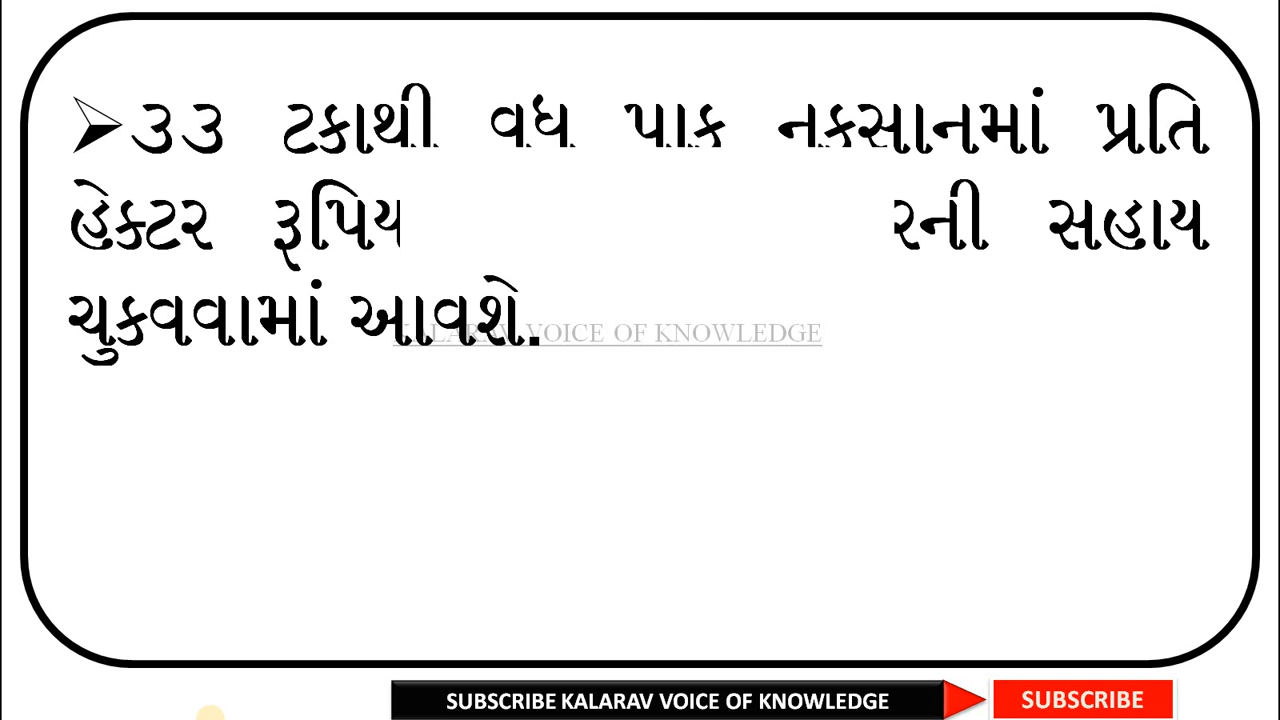 ➢૩૩ ટકાથી વધ પાક નકસાનમાં પ્રતિ
હેક્ટર રૂપિય રની સહાય
ચુકવવામાં આવશે.
KALARAV VOICE OF KNOWLEDGE
SUBSCRIBE KALARAV VOICE OF KNOWLEDGE
SUBSCRIBE